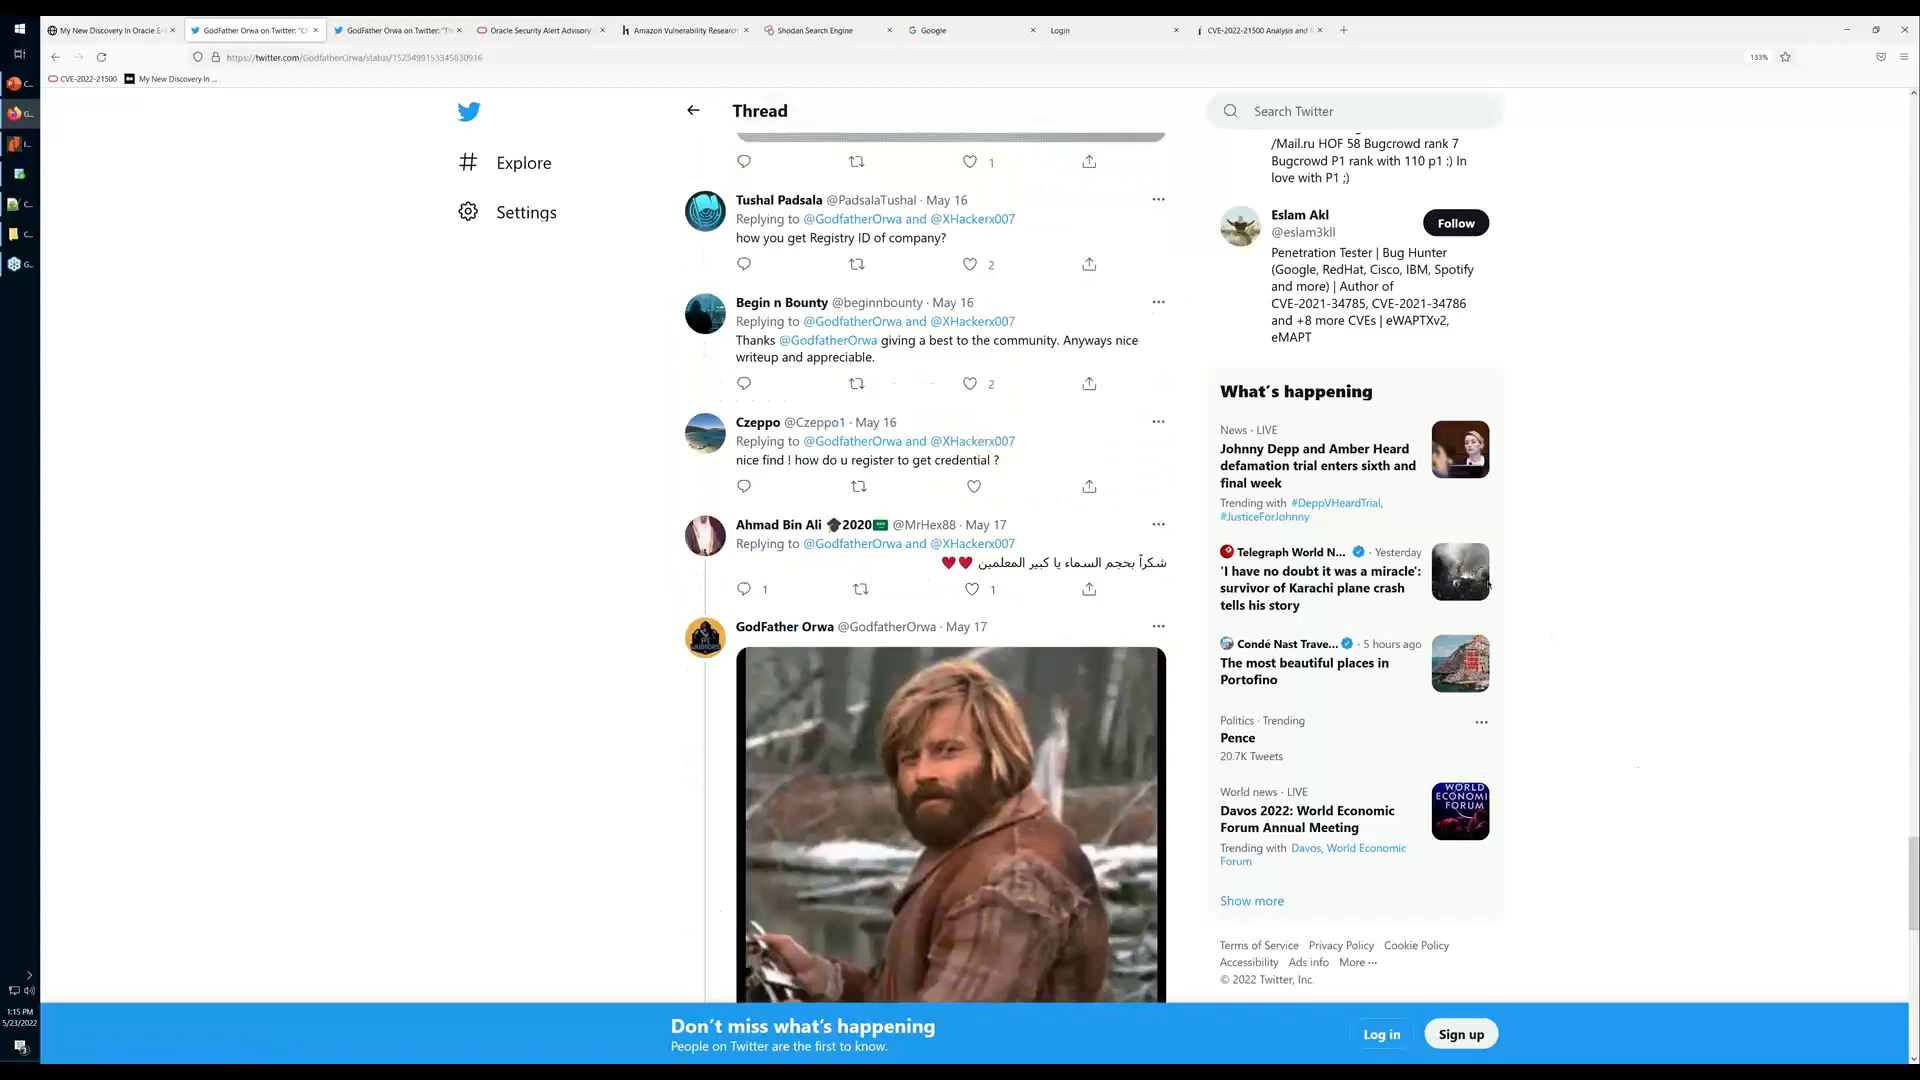 My New Discovery In Oracle E-
GodFather Orwa on Twitter: "C
GodFather Orwa on Twitter: "Th
Oracle Security Alert Advisory
Amazon Vulnerability Research
Shodan Search Engine
Google
Login
CVE-2022-21500 Analysis and
https://twitter.com/GodfatherOrwa/status/1525499153345830916
133%
CVE-2022-21500
My New Discovery In ...
Thread
Search Twitter
Explore
Settings
1
Tushal Padsala @PadsalaTushal · May 16
Replying to @GodfatherOrwa and @XHackerx007
how you get Registry ID of company?
2
Begin n Bounty @beginnbounty · May 16
Replying to @GodfatherOrwa and @XHackerx007
Thanks @GodfatherOrwa giving a best to the community. Anyways nice
writeup and appreciable.
2
Czeppo @Czeppo1 · May 16
Replying to @GodfatherOrwa and @XHackerx007
nice find ! how do u register to get credential ?
Ahmad Bin Ali 🎓2020🇸🇦 @MrHex88 · May 17
Replying to @GodfatherOrwa and @XHackerx007
شكراً بحجم السماء يا كبير المعلمين ♥️♥️
1
1
GodFather Orwa @GodfatherOrwa · May 17
/Mail.ru HOF 58 Bugcrowd rank 7
Bugcrowd P1 rank with 110 p1 :) In
love with P1 ;)
Eslam Akl
@eslam3kll
Follow
Penetration Tester | Bug Hunter
(Google, RedHat, Cisco, IBM, Spotify
and more) | Author of
CVE-2021-34785, CVE-2021-34786
and +8 more CVEs | eWAPTXv2,
eMAPT
What's happening
News · LIVE
Johnny Depp and Amber Heard
defamation trial enters sixth and
final week
Trending with #DeppVHeardTrial,
#JusticeForJohnny
Telegraph World N... · Yesterday
'I have no doubt it was a miracle':
survivor of Karachi plane crash
tells his story
Condé Nast Trave... · 5 hours ago
The most beautiful places in
Portofino
Politics · Trending
Pence
20.7K Tweets
World news · LIVE
Davos 2022: World Economic
Forum Annual Meeting
Trending with Davos, World Economic
Forum
WORLD
ECONOMI
FORUM
Show more
Terms of Service Privacy Policy Cookie Policy
Accessibility Ads info More ···
© 2022 Twitter, Inc.
Don't miss what's happening
People on Twitter are the first to know.
Log in
Sign up
1:15 PM
5/23/2022